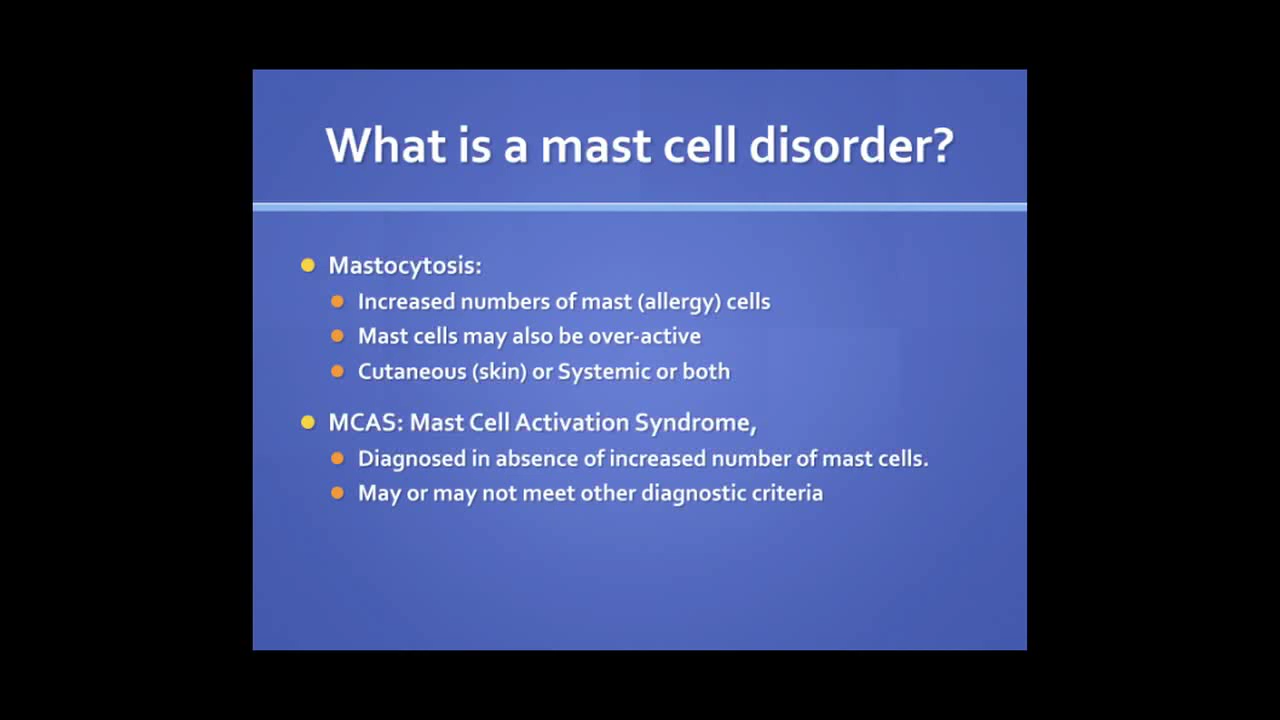 What is a mast cell disorder?
Mastocytosis:
Increased numbers of mast (allergy) cells
Mast cells may also be over-active
Cutaneous (skin) or Systemic or both
MCAS: Mast Cell Activation Syndrome,
Diagnosed in absence of increased number of mast cells.
May or may not meet other diagnostic criteria